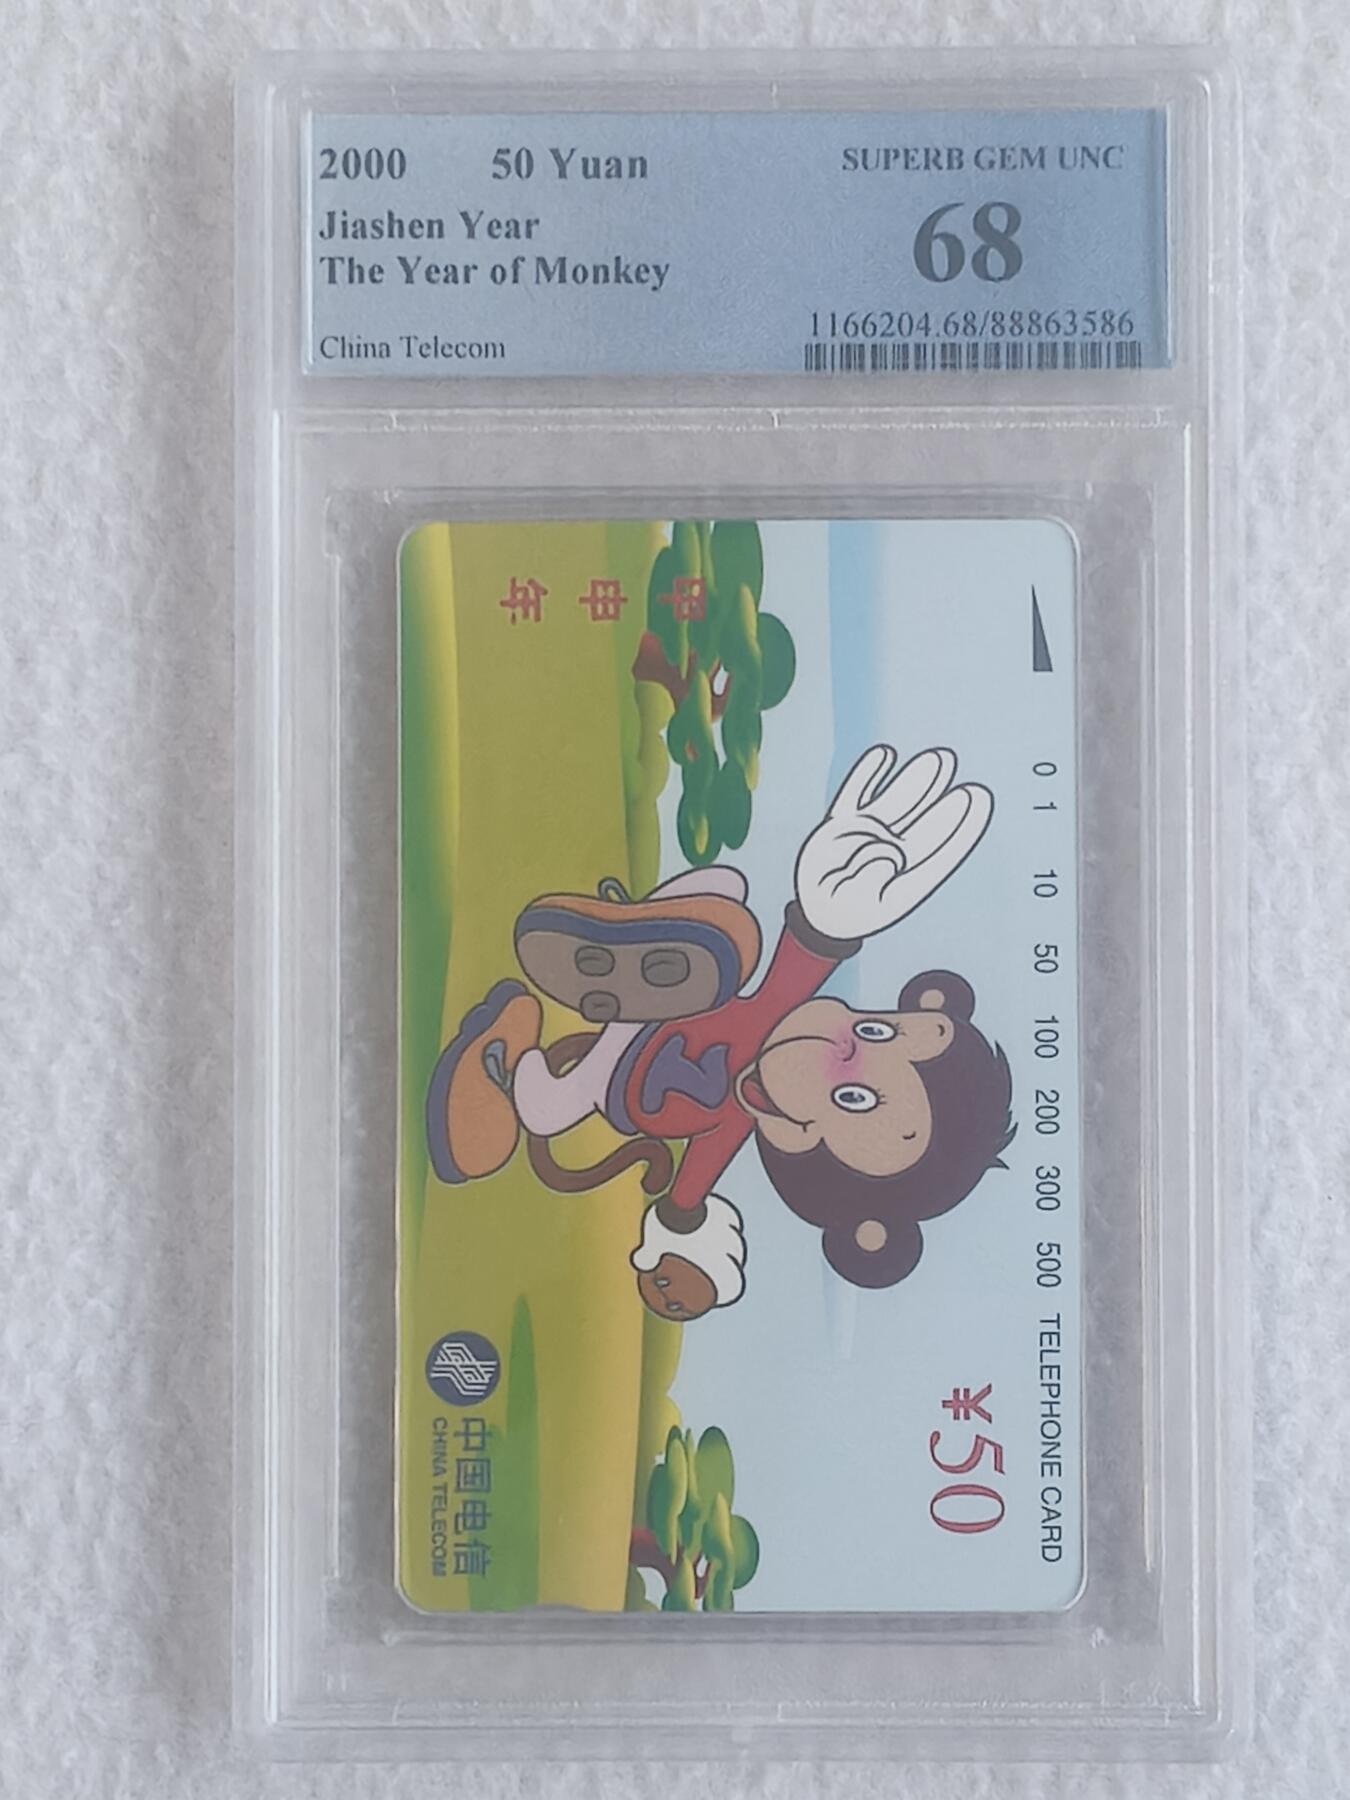 2000 50 Yuan
Jiashen Year
The Year of Monkey
China Telecom
SUPERB GEM UNC
68
1166204.68/88863586
0 1 10 50 100 200 300 500 TELEPHONE CARD
¥50
甲申年
中国电信
CHINA TELECOM